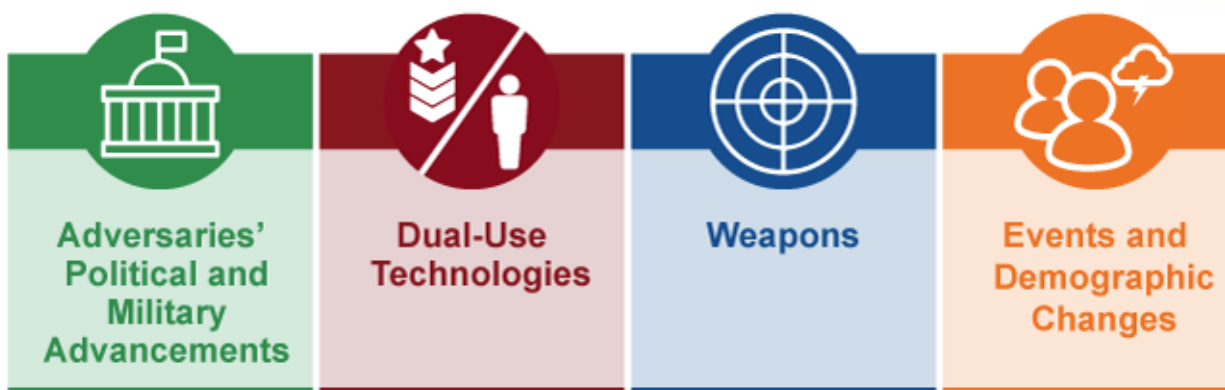 Adversaries’
Political and
Military
Advancements
Dual-Use
Technologies
Weapons
Events and
Demographic
Changes